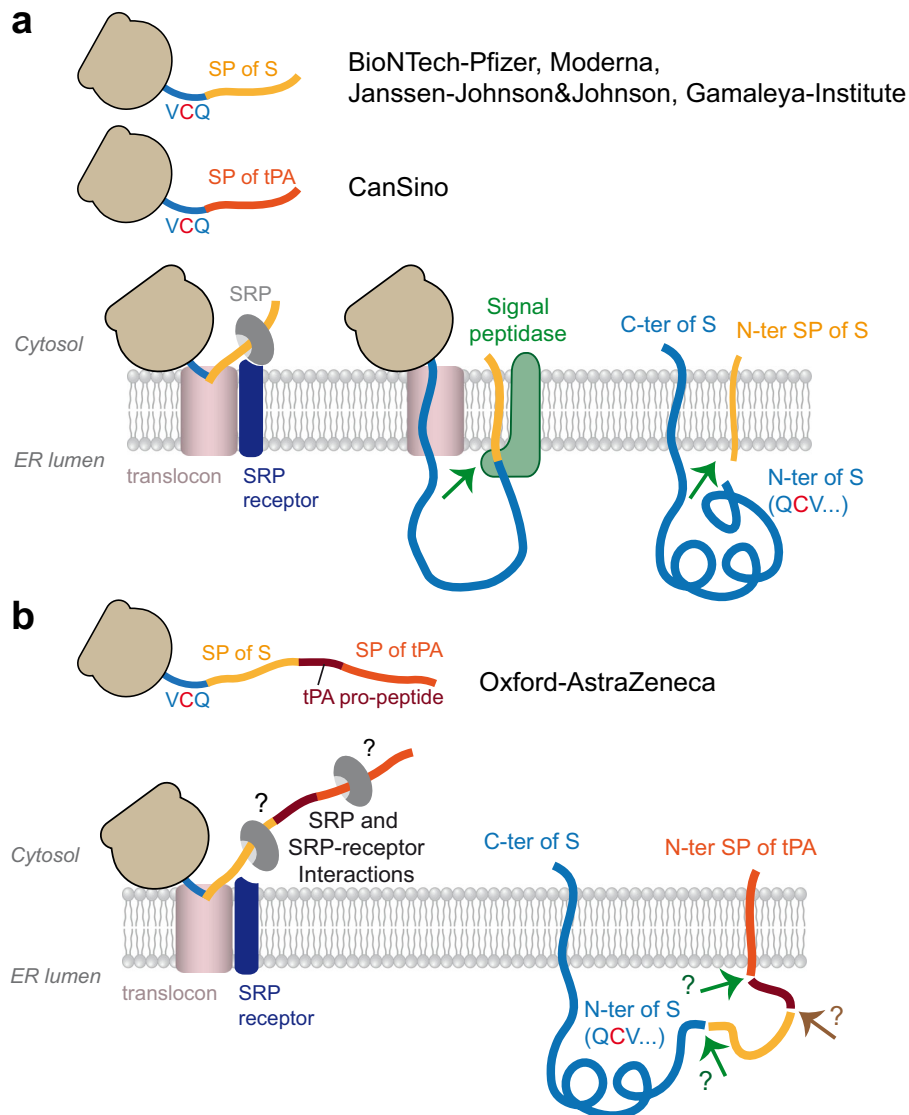 a
SP of S
VCQ
BioNTech-Pfizer, Moderna,
Janssen-Johnson&Johnson, Gamaleya-Institute
SP of tPA
VCQ
CanSino
SRP
Signal
peptidase
C-ter of S
N-ter SP of S
Cytosol
ER lumen
translocon
SRP
receptor
N-ter of S
(QCV...)
b
SP of S
SP of tPA
tPA pro-peptide
VCQ
Oxford-AstraZeneca
?
?
SRP and
SRP-receptor
Interactions
C-ter of S
N-ter SP of tPA
Cytosol
ER lumen
translocon
SRP
receptor
N-ter of S
(QCV...)
?
?
?